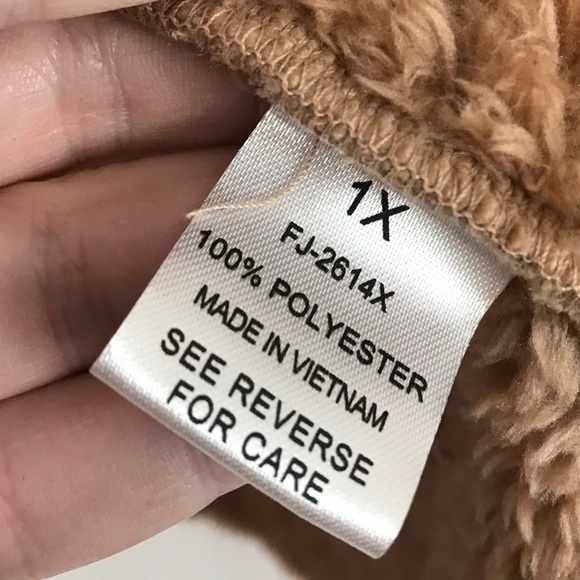 1X
FJ-2614X
100% POLYESTER
MADE IN VIETNAM
SEE REVERSE
FOR CARE